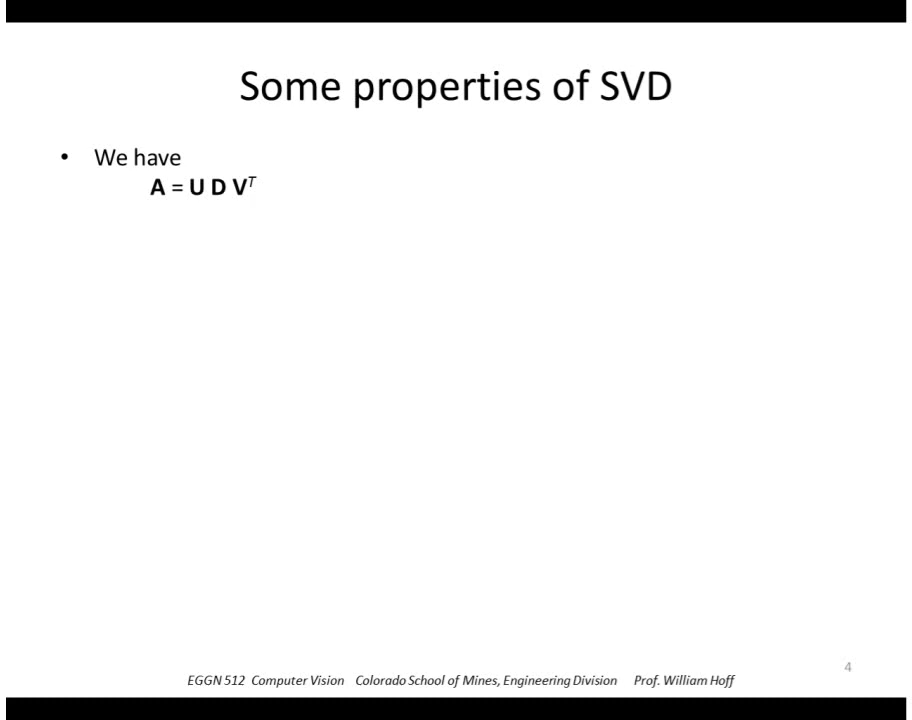 Some properties of SVD
• We have
A = U D Vᵀ
4
EGGN 512 Computer Vision Colorado School of Mines, Engineering Division Prof. William Hoff